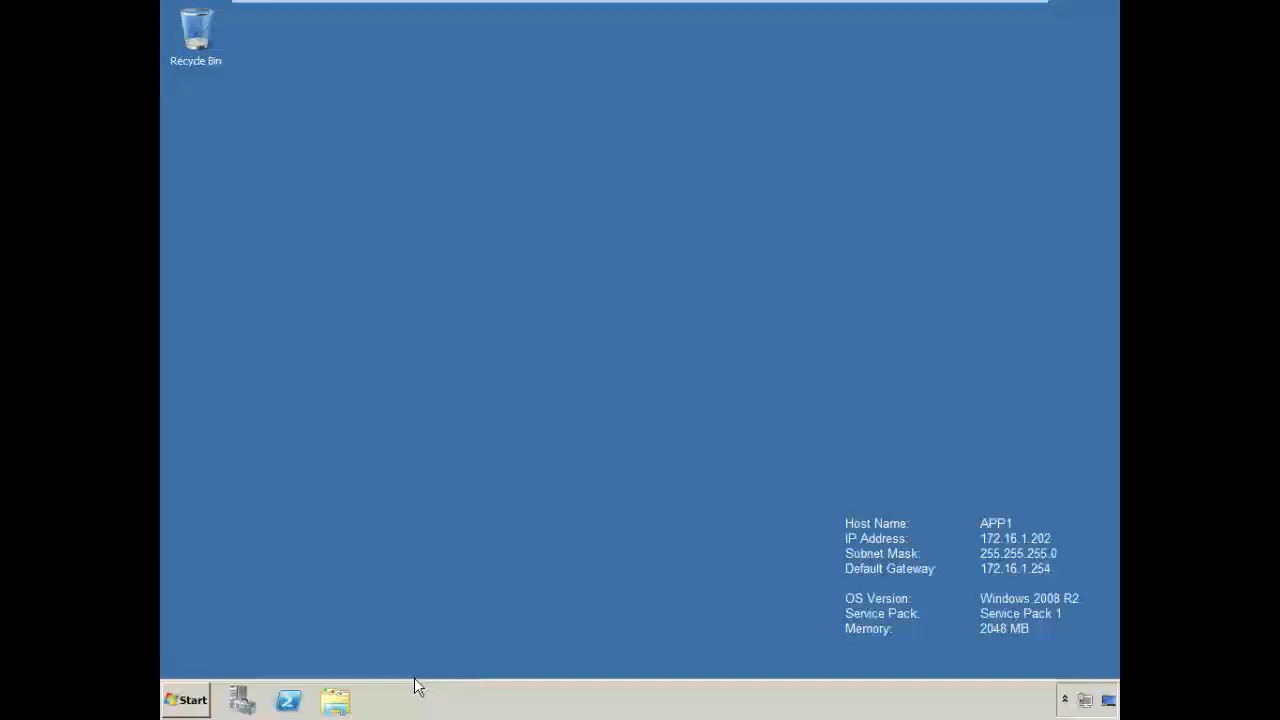 Recycle Bin
Host Name: APP1
IP Address: 172.16.1.202
Subnet Mask: 255.255.255.0
Default Gateway: 172.16.1.254
OS Version: Windows 2008 R2
Service Pack: Service Pack 1
Memory: 2048 MB
Start